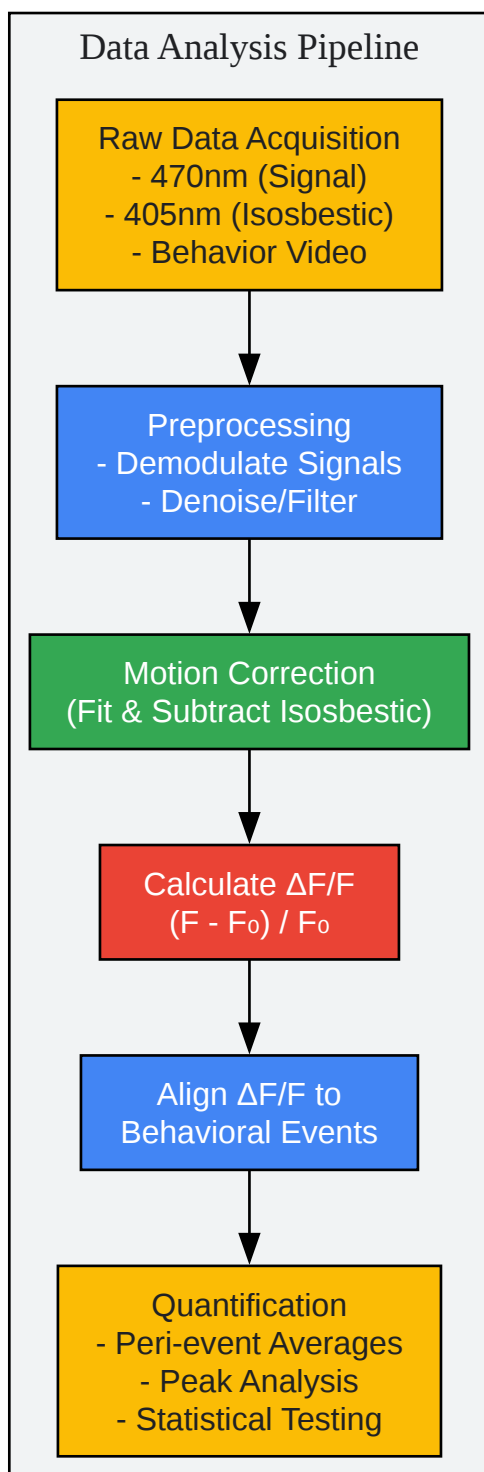 Data Analysis Pipeline
Raw Data Acquisition
- 470nm (Signal)
- 405nm (Isosbestic)
- Behavior Video
Preprocessing
- Demodulate Signals
- Denoise/Filter
Motion Correction
(Fit & Subtract Isosbestic)
Calculate ΔF/F
(F - F₀) / F₀
Align ΔF/F to
Behavioral Events
Quantification
- Peri-event Averages
- Peak Analysis
- Statistical Testing